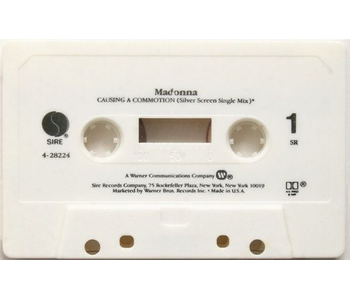 Madonna
CAUSING A COMMOTION (Silver Screen Single Mix)*
SIRE
4-28224
1
SR
A Warner Communications Company W ®
Sire Records Company, 75 Rockefeller Plaza, New York, New York 10019
Marketed by Warner Bros. Records Inc. • Made in U.S.A.